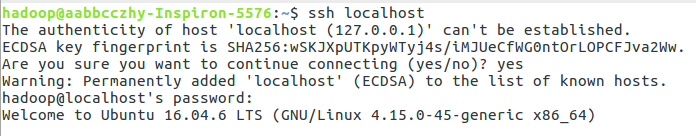 hadoop@aabbcczhy-Inspiron-5576:~$ ssh localhost
The authenticity of host 'localhost (127.0.0.1)' can't be established.
ECDSA key fingerprint is SHA256:wSKJXpUTKpyWTyj4s/iMJUeCfWG0ntOrLOPCFJva2Ww.
Are you sure you want to continue connecting (yes/no)? yes
Warning: Permanently added 'localhost' (ECDSA) to the list of known hosts.
hadoop@localhost's password:
Welcome to Ubuntu 16.04.6 LTS (GNU/Linux 4.15.0-45-generic x86_64)